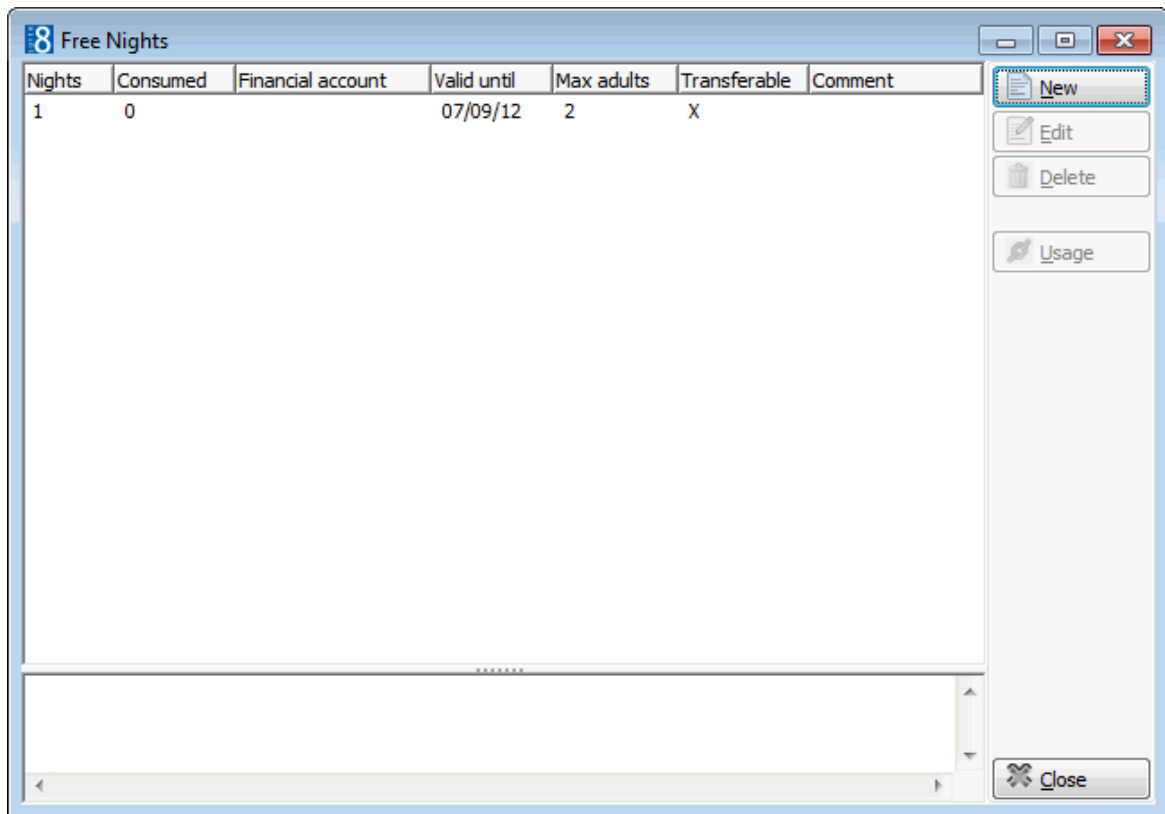 8 Free Nights
Nights Consumed Financial account Valid until Max adults Transferable Comment
1 0 07/09/12 2 X
New
Edit
Delete
Usage
Close